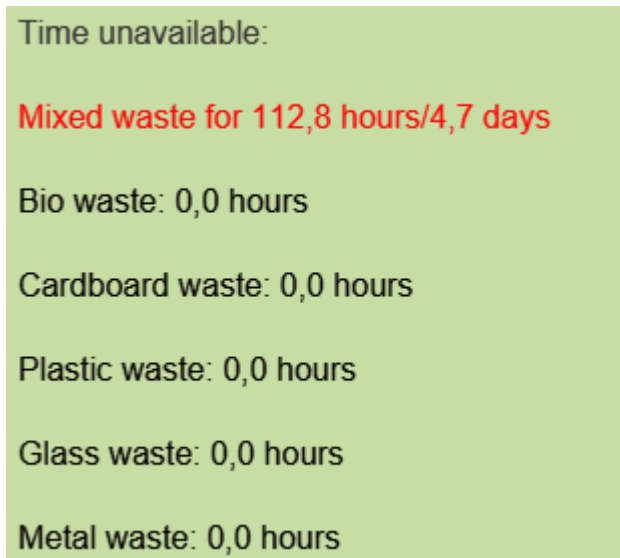 Time unavailable:
Mixed waste for 112,8 hours/4,7 days
Bio waste: 0,0 hours
Cardboard waste: 0,0 hours
Plastic waste: 0,0 hours
Glass waste: 0,0 hours
Metal waste: 0,0 hours